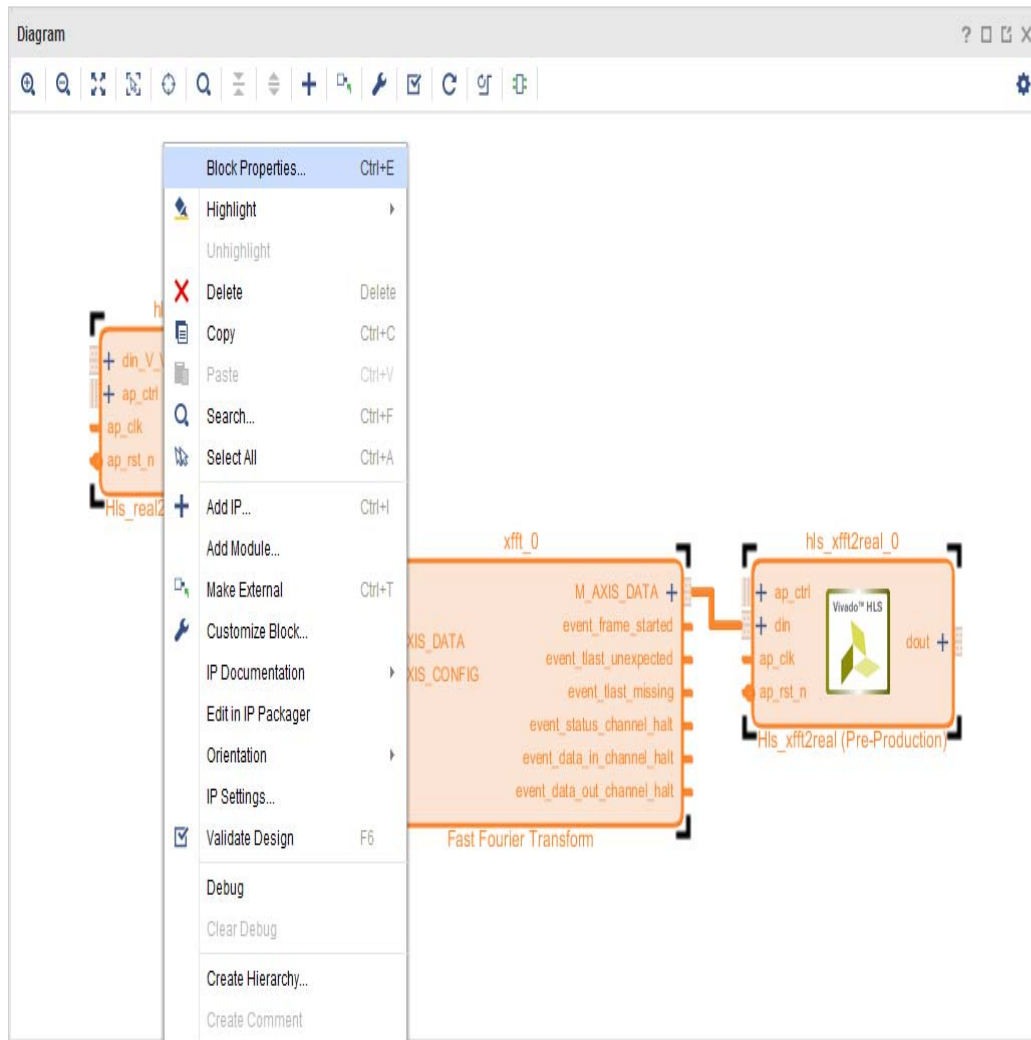 Diagram
?
Block Properties... Ctrl+E
Highlight
Unhighlight
Delete Delete
Copy Ctrl+C
Paste Ctrl+V
Search... Ctrl+F
Select All Ctrl+A
Add IP... Ctrl+I
Add Module...
Make External Ctrl+T
Customize Block...
IP Documentation
Edit in IP Packager
Orientation
IP Settings...
Validate Design F6
Debug
Clear Debug
Create Hierarchy...
Create Comment
ap_ctrl
ap_clk
ap_rst_n
xfft_0
M_AXIS_DATA
event_frame_started
event_tlast_unexpected
event_tlast_missing
event_status_channel_halt
event_data_in_channel_halt
event_data_out_channel_halt
Fast Fourier Transform
hls_xfft2real_0
ap_ctrl
din
ap_clk
ap_rst_n
Vivado™ HLS
dout
Hls_xfft2real (Pre-Production)